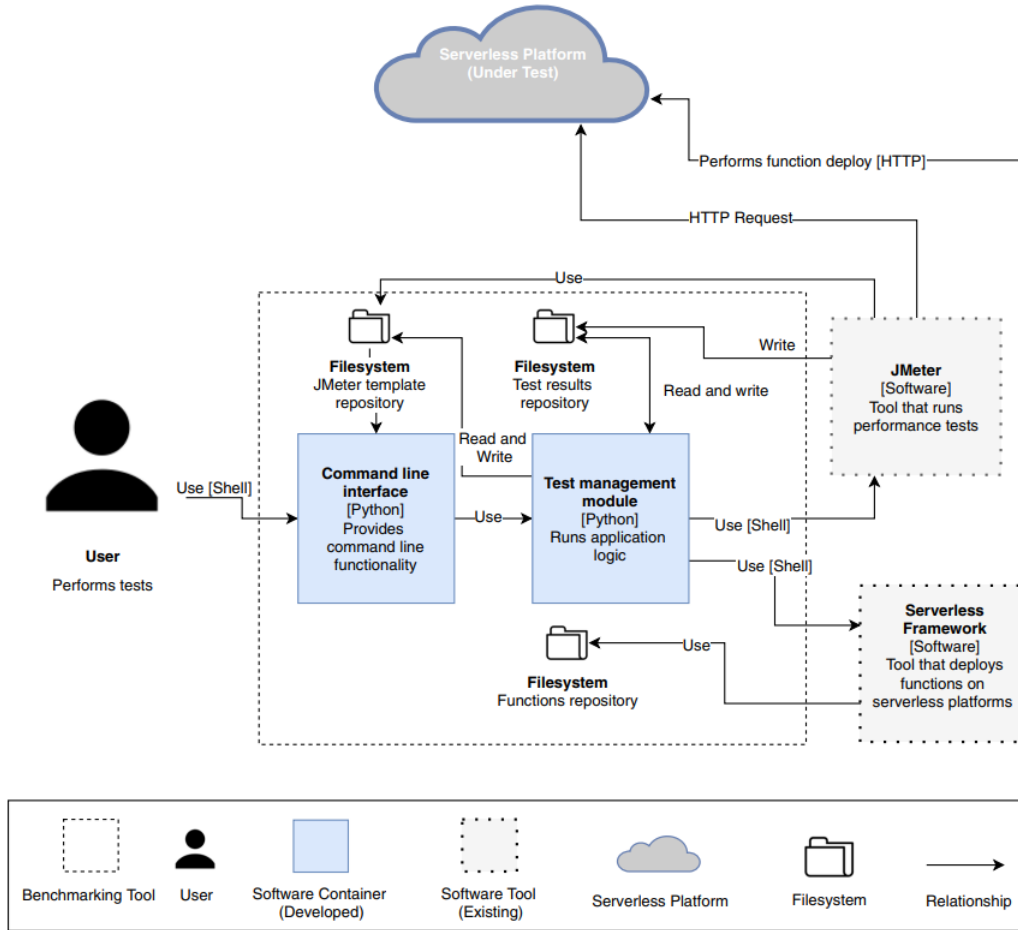 Serverless Platform
(Under Test)
Performs function deploy [HTTP]
HTTP Request
Use
Filesystem
JMeter template
repository
Filesystem
Test results
repository
Write
Read and write
JMeter
[Software]
Tool that runs
performance tests
Read and
Write
Use [Shell]
Command line
interface
[Python]
Provides
command line
functionality
Use
Test management
module
[Python]
Runs application
logic
Use [Shell]
Use [Shell]
User
Performs tests
Serverless
Framework
[Software]
Tool that deploys
functions on
serverless platforms
Use
Filesystem
Functions repository
Benchmarking Tool
User
Software Container
(Developed)
Software Tool
(Existing)
Serverless Platform
Filesystem
Relationship